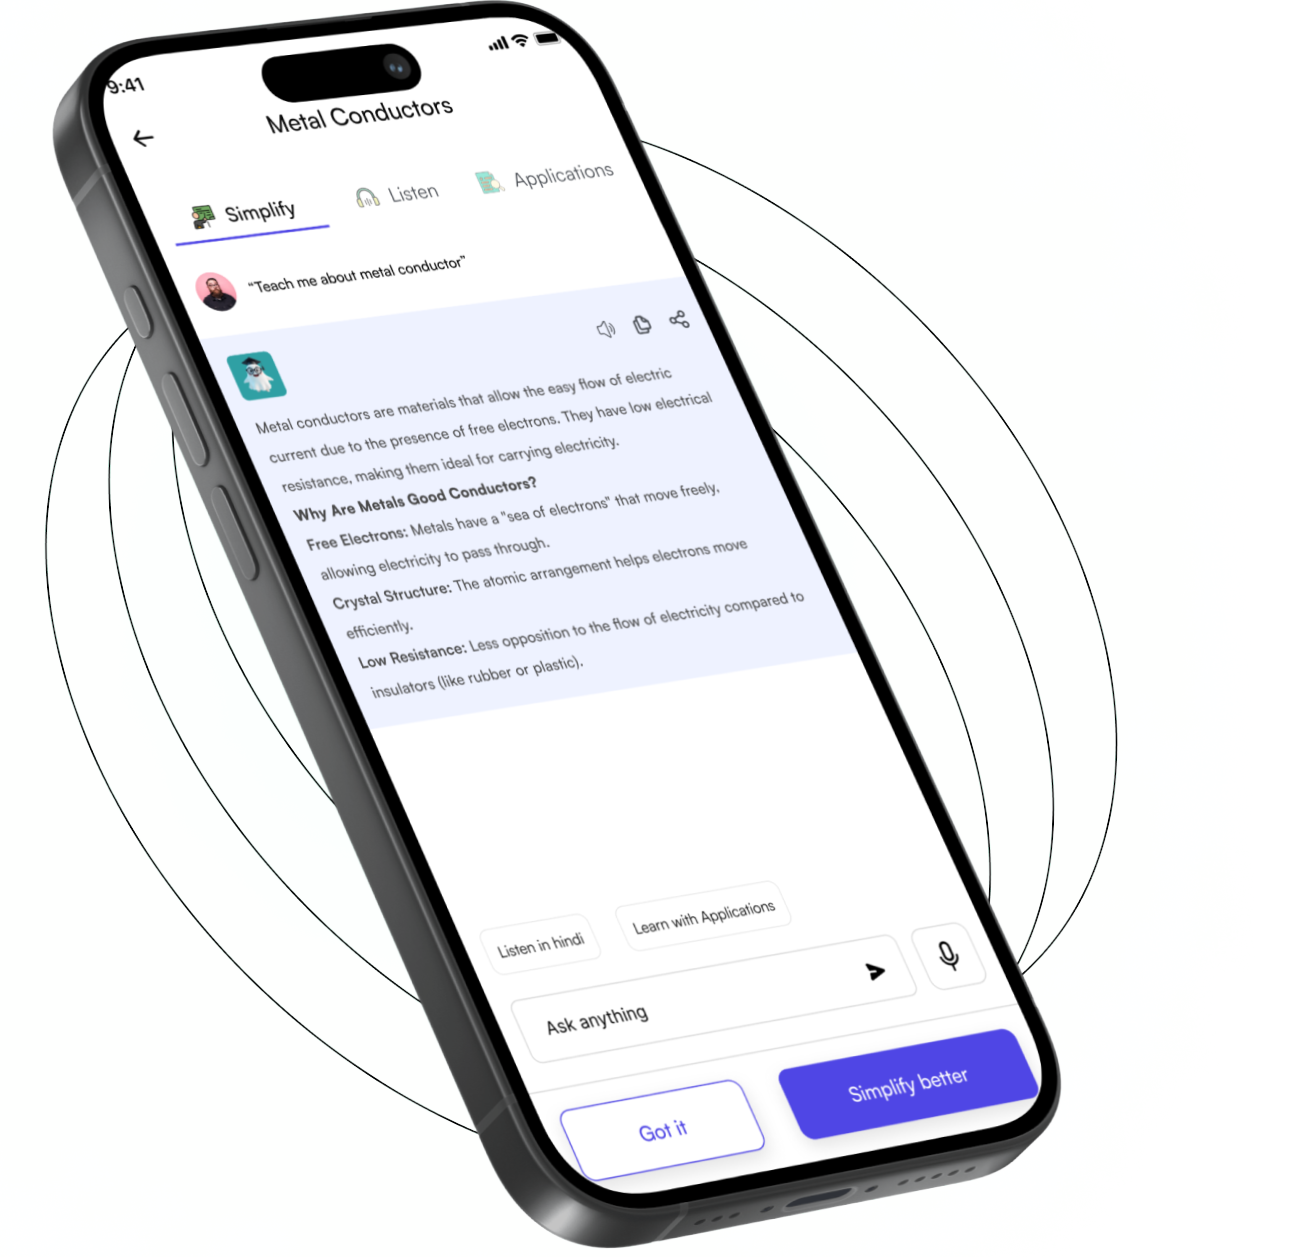 9:41
Metal Conductors
Simplify
Listen
Applications
“Teach me about metal conductor”
Metal conductors are materials that allow the easy flow of electric
current due to the presence of free electrons. They have low electrical
resistance, making them ideal for carrying electricity.
Why Are Metals Good Conductors?
Free Electrons: Metals have a "sea of electrons" that move freely,
allowing electricity to pass through.
Crystal Structure: The atomic arrangement helps electrons move
efficiently.
Low Resistance: Less opposition to the flow of electricity compared to
insulators (like rubber or plastic).
Listen in hindi
Learn with Applications
Ask anything
Got it
Simplify better